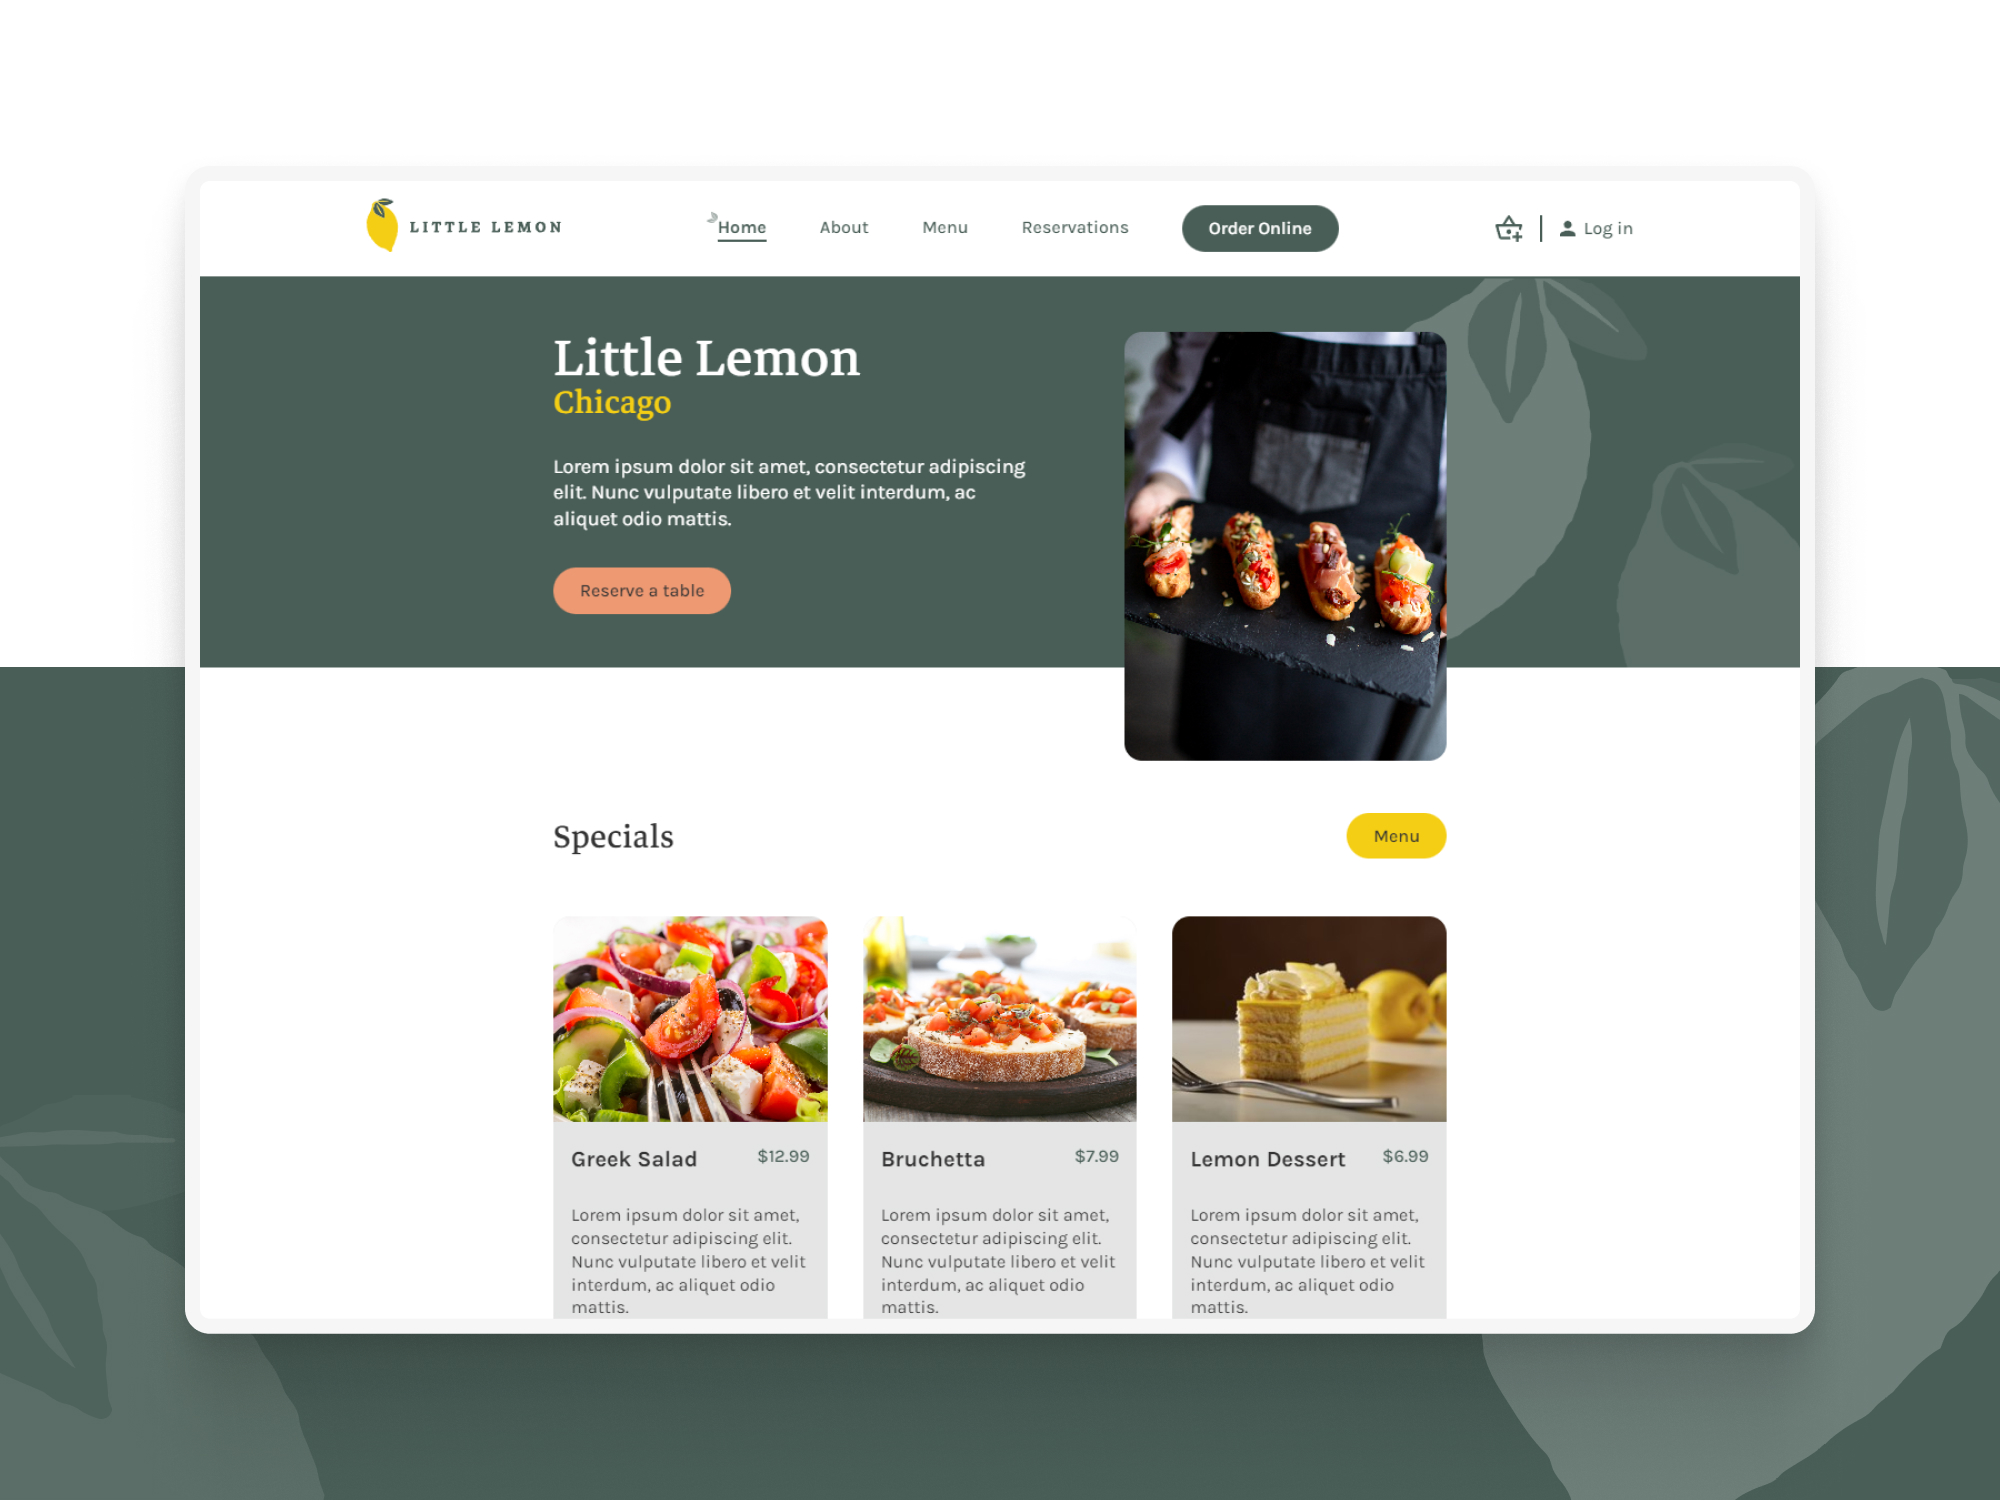 LITTLE LEMON
Home
About
Menu
Reservations
Order Online
Log in
Little Lemon
Chicago
Lorem ipsum dolor sit amet, consectetur adipiscing
elit. Nunc vulputate libero et velit interdum, ac
aliquet odio mattis.
Reserve a table
Specials
Menu
Greek Salad
$12.99
Lorem ipsum dolor sit amet,
consectetur adipiscing elit.
Nunc vulputate libero et velit
interdum, ac aliquet odio
mattis.
Bruchetta
$7.99
Lorem ipsum dolor sit amet,
consectetur adipiscing elit.
Nunc vulputate libero et velit
interdum, ac aliquet odio
mattis.
Lemon Dessert
$6.99
Lorem ipsum dolor sit amet,
consectetur adipiscing elit.
Nunc vulputate libero et velit
interdum, ac aliquet odio
mattis.